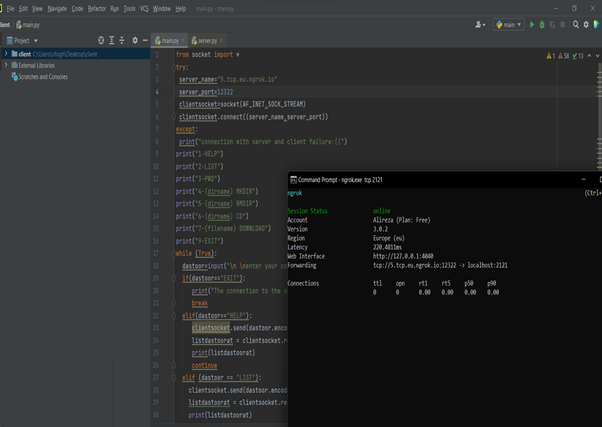 File Edit View Navigate Code Refactor Run Tools VCS Window Help main.py - main.py
client main.py
main
Project
main.py server.py
client C:\Users\ofogh\Desktop\client
External Libraries
Scratches and Consoles
1 58 13
1 from socket import *
2 try:
3 server_name="5.tcp.eu.ngrok.io"
4 server_port=12322
5 clientsocket=socket(AF_INET,SOCK_STREAM)
6 clientsocket.connect((server_name,server_port))
7 except:
8 print("connection with server and client failure:((")
9 print("1-HELP")
10 print("2-LIST")
11 print("3-PWD")
12 print("4-(dirname) MKDIR")
13 print("5-(dirname) RMDIR")
14 print("6-(dirname) CD")
15 print("7-(filename) DOWNLOAD")
16 print("9-EXIT")
17 while (True):
18 dastoor=input("\n \nenter your co
19 if(dastoor=="EXIT"):
20 print("The connection to the s
21 break
22 elif(dastoor=="HELP"):
23 clientsocket.send(dastoor.enco
24 listdastoorat = clientsocket.re
25 print(listdastoorat)
26 continue
27 elif (dastoor == "LIST"):
28 clientsocket.send(dastoor.encod
29 listdastoorat = clientsocket.re
30 print(listdastoorat)
Command Prompt - ngrok.exe tcp 2121
ngrok (Ctrl+
Session Status online
Account Alireza (Plan: Free)
Version 3.0.2
Region Europe (eu)
Latency 220.4811ms
Web Interface http://127.0.0.1:4040
Forwarding tcp://5.tcp.eu.ngrok.io:12322 -> localhost:2121
Connections ttl opn rt1 rt5 p50 p90
0 0 0.00 0.00 0.00 0.00